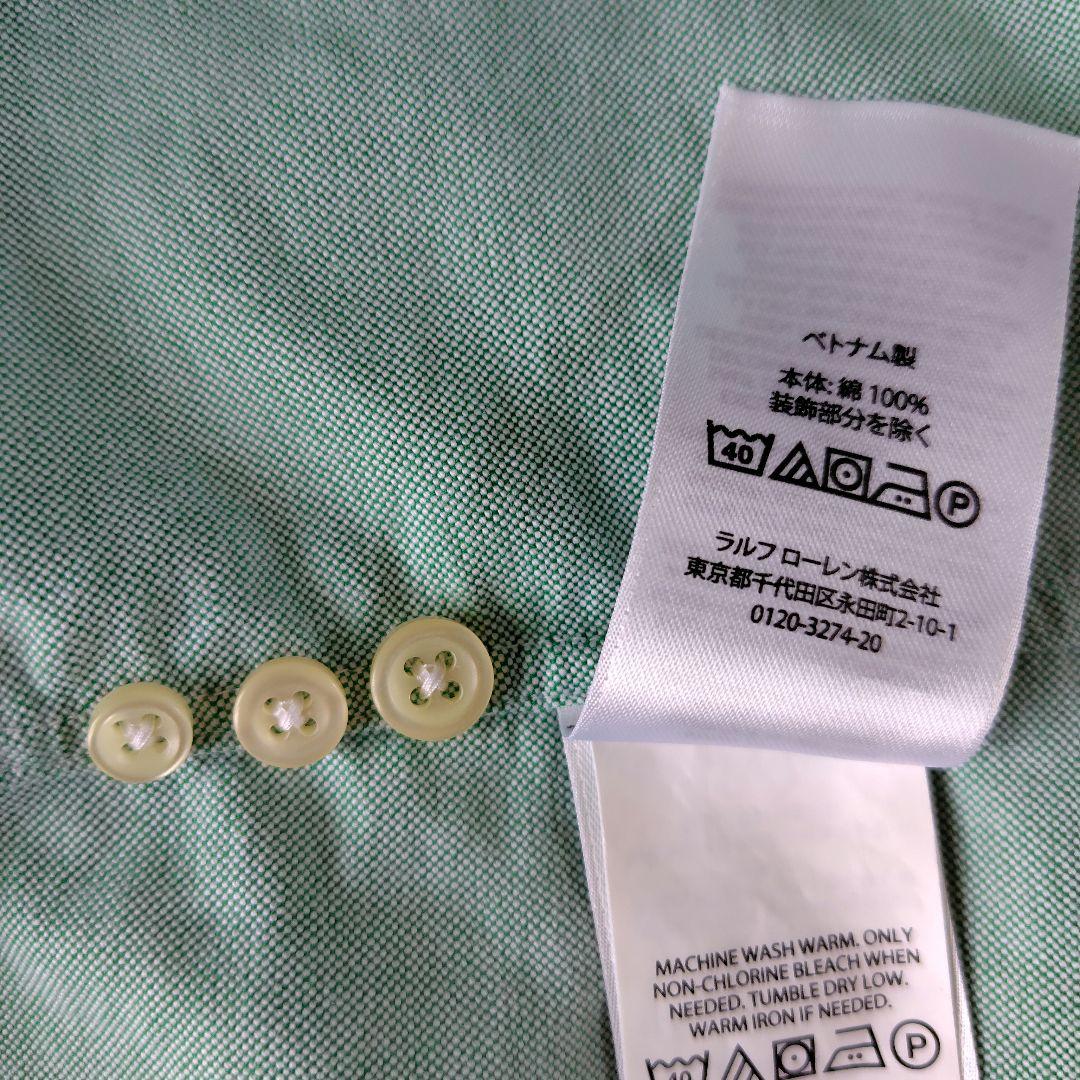 ベトナム製
本体: 綿 100%
装飾部分を除く
40 P
ラルフ ローレン株式会社
東京都千代田区永田町2-10-1
0120-3274-20
MACHINE WASH WARM. ONLY
NON-CHLORINE BLEACH WHEN
NEEDED. TUMBLE DRY LOW.
WARM IRON IF NEEDED.
40 P